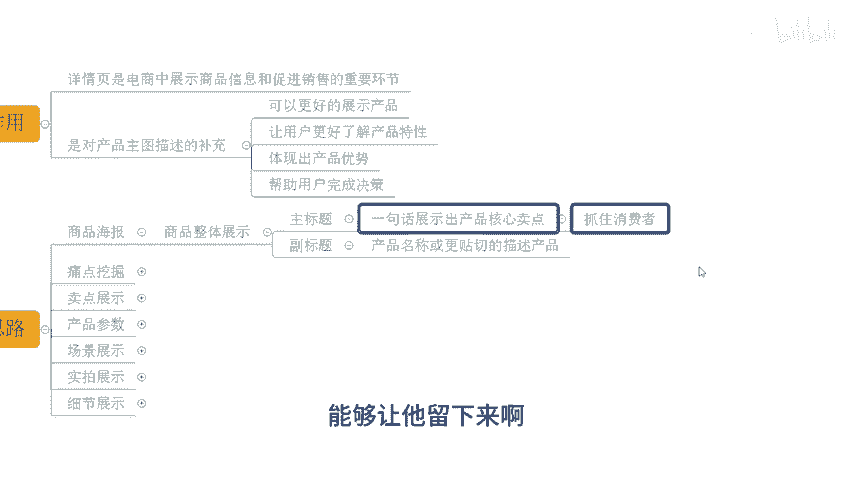 bilibili
详情页是电商中展示商品信息和促进销售的重要环节
作用
可以更好的展示产品
让用户更好了解产品特性
是对产品主图描述的补充
体现出产品优势
帮助用户完成决策
主标题
一句话展示出产品核心卖点
抓住消费者
商品海报
商品整体展示
副标题
产品名称或更贴切的描述产品
痛点挖掘
卖点展示
思路
产品参数
场景展示
实拍展示
细节展示
能够让他留下来啊